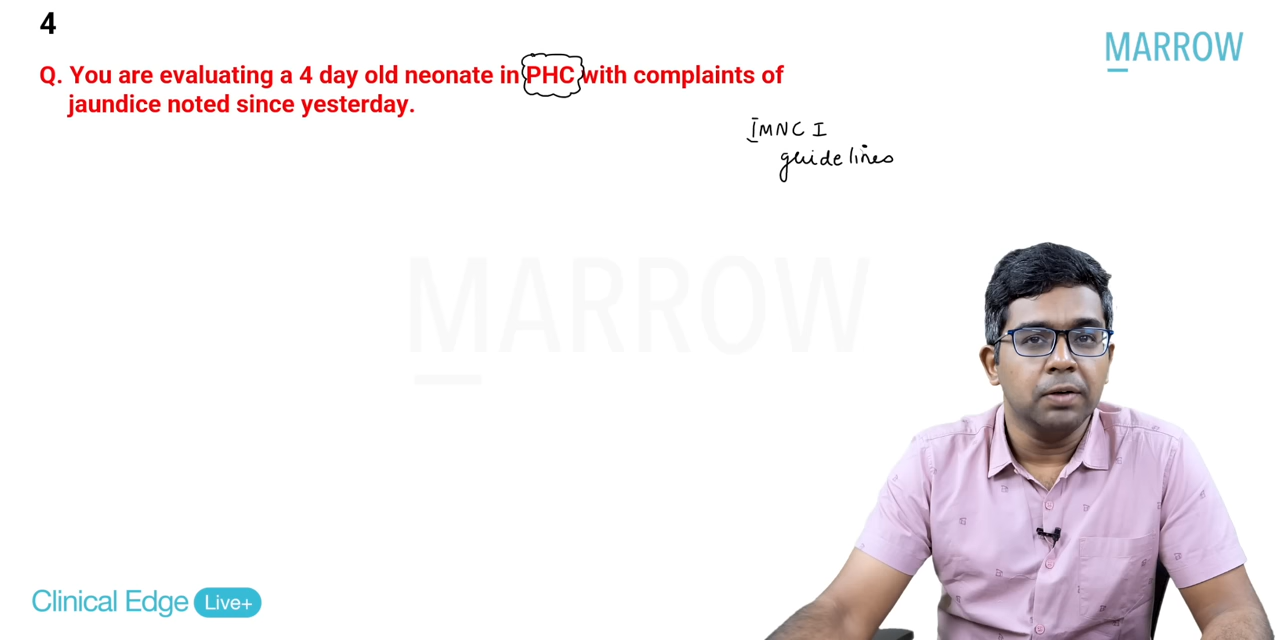 4
MARROW
Q. You are evaluating a 4 day old neonate in PHC with complaints of
jaundice noted since yesterday.
IMNCI
guidelines
MARROW
Clinical Edge Live+